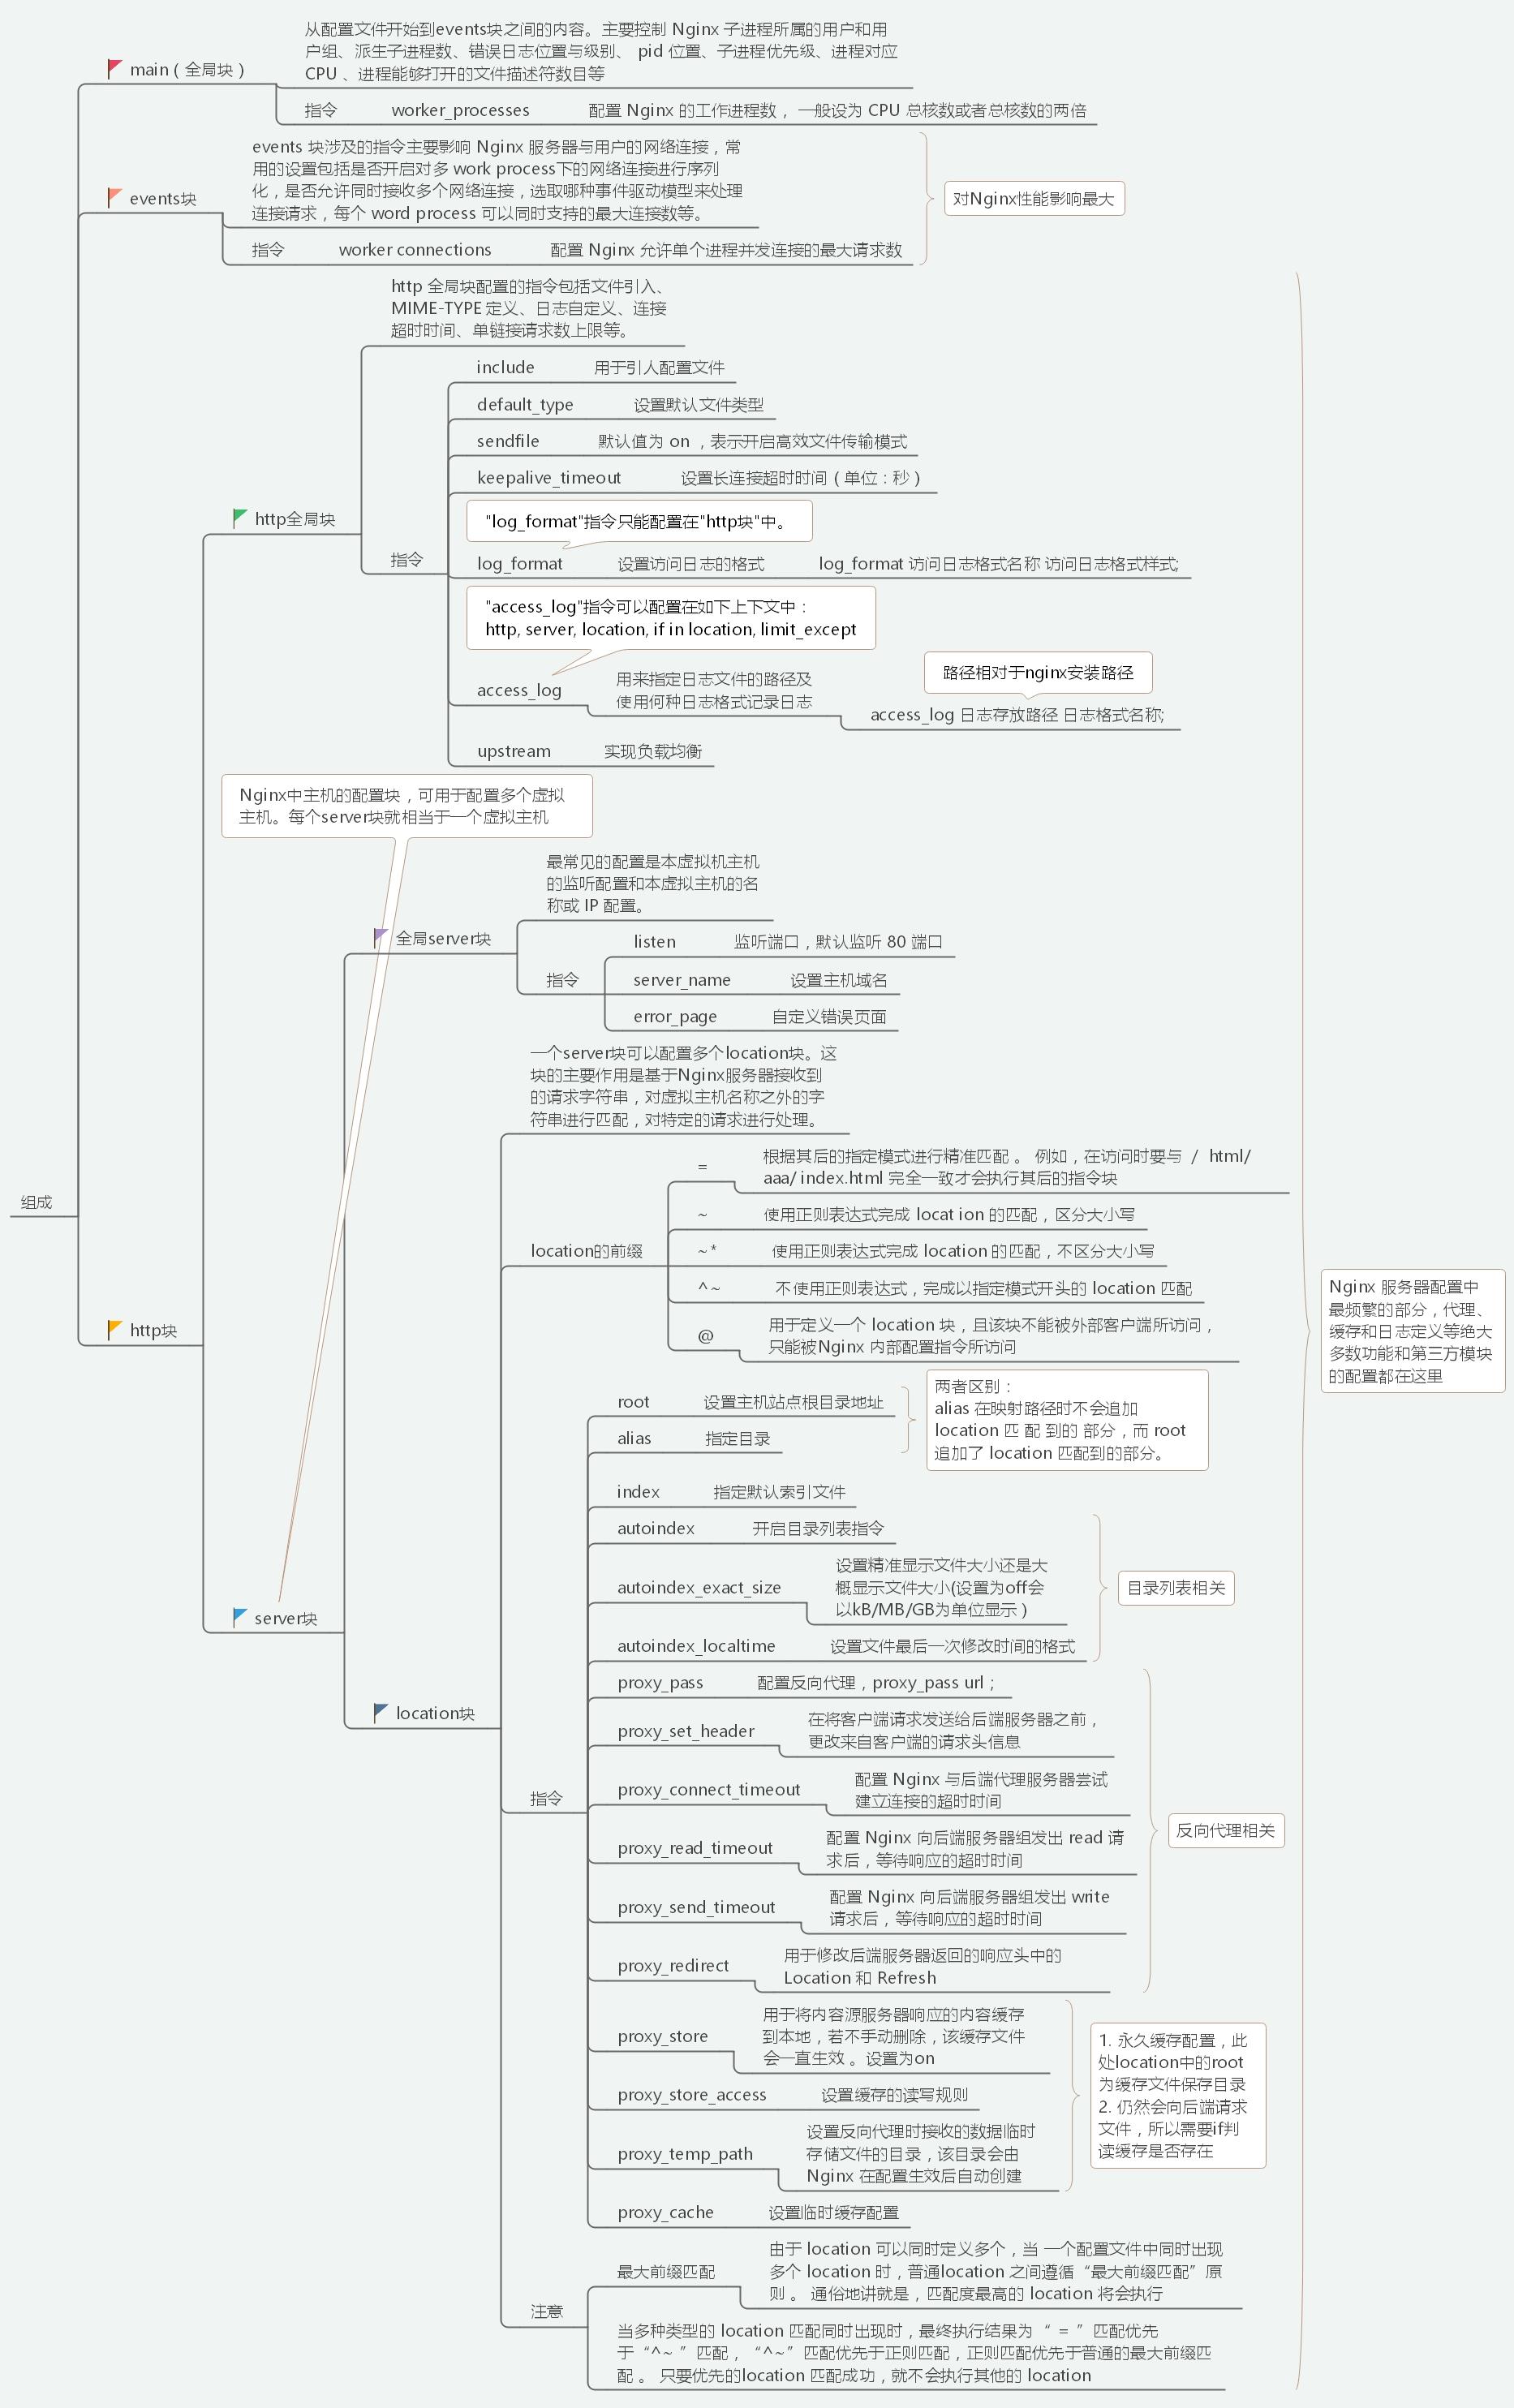 从配置文件开始到events块之间的内容。主要控制 Nginx 子进程所属的用户和用
户组、派生子进程数、错误日志位置与级别、 pid 位置、子进程优先级、进程对应
CPU 、进程能够打开的文件描述符数目等
main ( 全局块 )
指令 worker_processes 配置 Nginx 的工作进程数， 一般设为 CPU 总核数或者总核数的两倍
events 块涉及的指令主要影响 Nginx 服务器与用户的网络连接，常
用的设置包括是否开启对多 work process下的网络连接进行序列
化，是否允许同时接收多个网络连接，选取哪种事件驱动模型来处理
连接请求，每个 word process 可以同时支持的最大连接数等。
events块
对Nginx性能影响最大
指令 worker connections 配置 Nginx 允许单个进程并发连接的最大请求数
http 全局块配置的指令包括文件引入、
MIME-TYPE 定义、日志自定义、连接
超时时间、单链接请求数上限等。
include 用于引人配置文件
default_type 设置默认文件类型
sendfile 默认值为 on ，表示开启高效文件传输模式
keepalive_timeout 设置长连接超时时间 ( 单位：秒 )
http全局块
"log_format"指令只能配置在"http块"中。
指令
log_format 设置访问日志的格式 log_format 访问日志格式名称 访问日志格式样式;
"access_log"指令可以配置在如下上下文中：
http, server, location, if in location, limit_except
路径相对于nginx安装路径
access_log
用来指定日志文件的路径及
使用何种日志格式记录日志
access_log 日志存放路径 日志格式名称;
upstream 实现负载均衡
Nginx中主机的配置块，可用于配置多个虚拟
主机。每个server块就相当于一个虚拟主机
最常见的配置是本虚拟机主机
的监听配置和本虚拟主机的名
称或 IP 配置。
全局server块
listen 监听端口，默认监听 80 端口
指令
server_name 设置主机域名
error_page 自定义错误页面
一个server块可以配置多个location块。这
块的主要作用是基于Nginx服务器接收到
的请求字符串，对虚拟主机名称之外的字
符串进行匹配，对特定的请求进行处理。
=
根据其后的指定模式进行精准匹配 。 例如，在访问时要与 / html/
aaa/ index.html 完全一致才会执行其后的指令块
组成
~ 使用正则表达式完成 locat ion 的匹配，区分大小写
location的前缀
~* 使用正则表达式完成 location 的匹配，不区分大小写
^~ 不使用正则表达式，完成以指定模式开头的 location 匹配
@
用于定义一个 location 块，且该块不能被外部客户端所访问，
只能被Nginx 内部配置指令所访问
http块
Nginx 服务器配置中
最频繁的部分，代理、
缓存和日志定义等绝大
多数功能和第三方模块
的配置都在这里
root 设置主机站点根目录地址
alias 指定目录
两者区别：
alias 在映射路径时不会追加
location 匹 配 到的 部分，而 root
追加了 location 匹配到的部分。
index 指定默认索引文件
autoindex 开启目录列表指令
autoindex_exact_size
设置精准显示文件大小还是大
概显示文件大小(设置为off会
以kB/MB/GB为单位显示 )
目录列表相关
server块
autoindex_localtime 设置文件最后一次修改时间的格式
proxy_pass 配置反向代理，proxy_pass url；
location块
proxy_set_header
在将客户端请求发送给后端服务器之前，
更改来自客户端的请求头信息
指令
proxy_connect_timeout
配置 Nginx 与后端代理服务器尝试
建立连接的超时时间
反向代理相关
proxy_read_timeout
配置 Nginx 向后端服务器组发出 read 请
求后，等待响应的超时时间
proxy_send_timeout
配置 Nginx 向后端服务器组发出 write
请求后，等待响应的超时时间
proxy_redirect
用于修改后端服务器返回的响应头中的
Location 和 Refresh
proxy_store
用于将内容源服务器响应的内容缓存
到本地，若不手动删除，该缓存文件
会一直生效 。设置为on
1. 永久缓存配置，此
处location中的root
为缓存文件保存目录
2. 仍然会向后端请求
文件，所以需要if判
读缓存是否存在
proxy_store_access 设置缓存的读写规则
proxy_temp_path
设置反向代理时接收的数据临时
存储文件的目录，该目录会由
Nginx 在配置生效后自动创建
proxy_cache 设置临时缓存配置
最大前缀匹配
由于 location 可以同时定义多个，当 一个配置文件中同时出现
多个 location 时，普通location 之间遵循“最大前缀匹配”原
则 。 通俗地讲就是，匹配度最高的 location 将会执行
注意
当多种类型的 location 匹配同时出现时，最终执行结果为“ = ”匹配优先
于“^~ ”匹配，“^~”匹配优先于正则匹配，正则匹配优先于普通的最大前缀匹
配 。 只要优先的location 匹配成功，就不会执行其他的 location